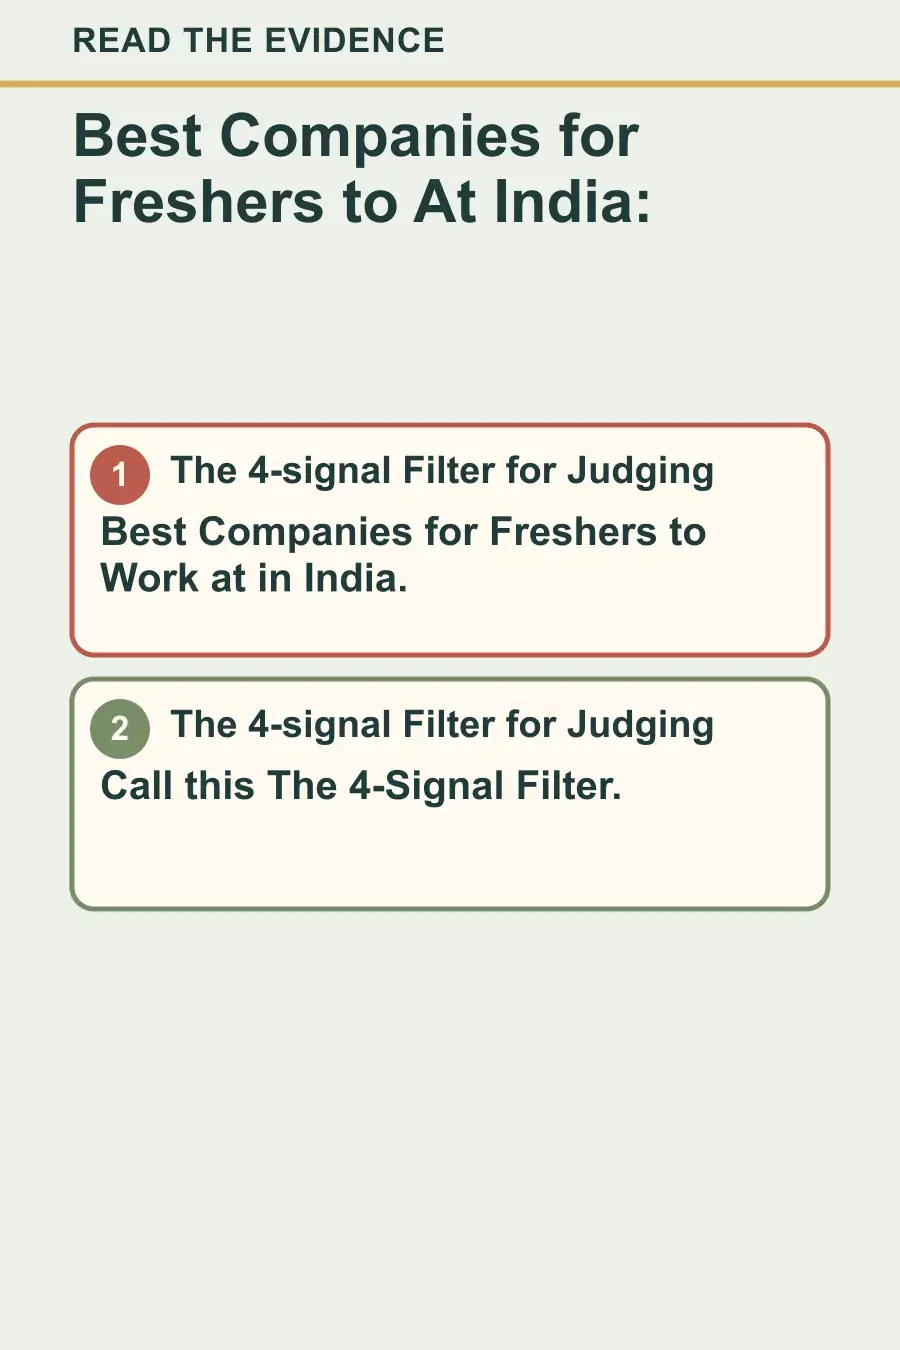 READ THE EVIDENCE
Best Companies for
Freshers to At India:
1 The 4-signal Filter for Judging
Best Companies for Freshers to
Work at in India.
2 The 4-signal Filter for Judging
Call this The 4-Signal Filter.